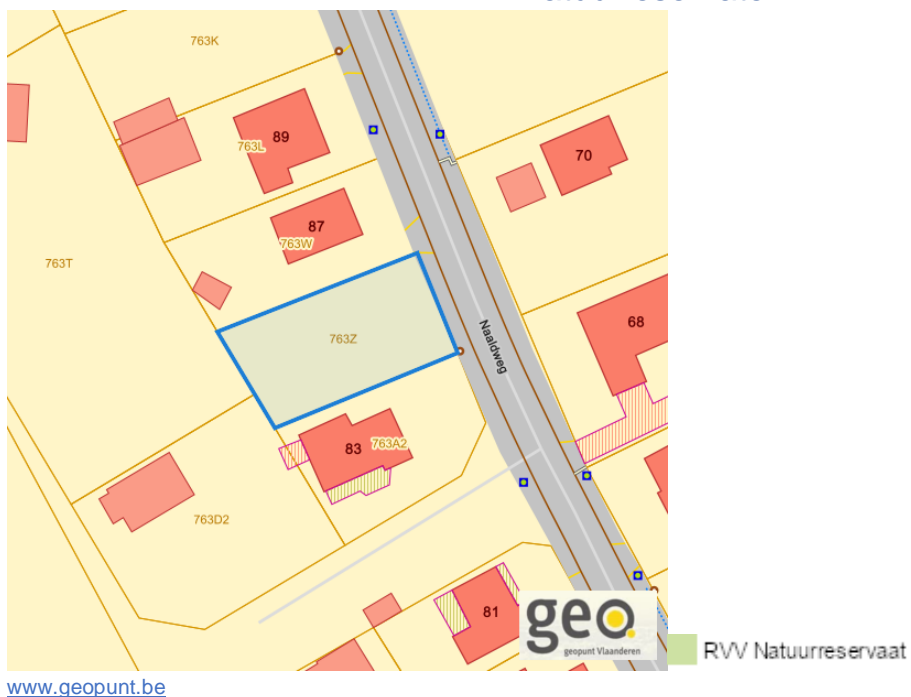 763K
89
763L
70
87
763W
763T
68
763Z
Naaldweg
83
763A2
763D2
81
geo
geopunt Vlaanderen
RVV Natuurreservaat
www.geopunt.be